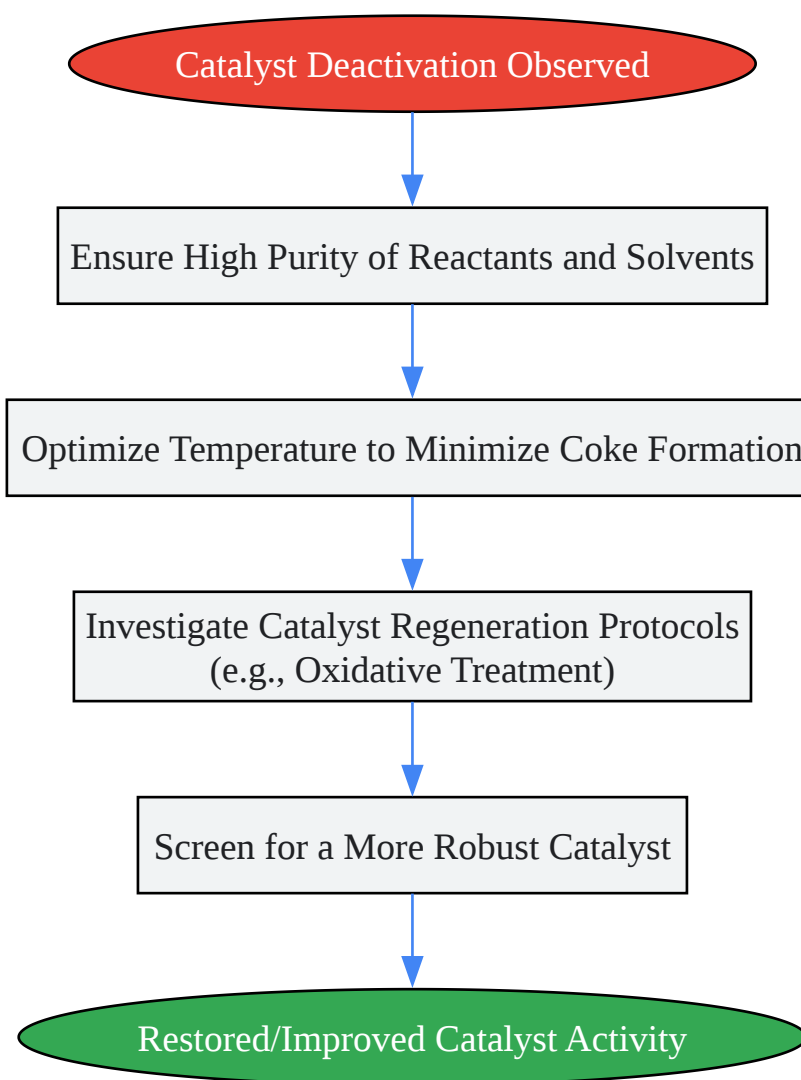 Catalyst Deactivation Observed
Ensure High Purity of Reactants and Solvents
Optimize Temperature to Minimize Coke Formation
Investigate Catalyst Regeneration Protocols
(e.g., Oxidative Treatment)
Screen for a More Robust Catalyst
Restored/Improved Catalyst Activity